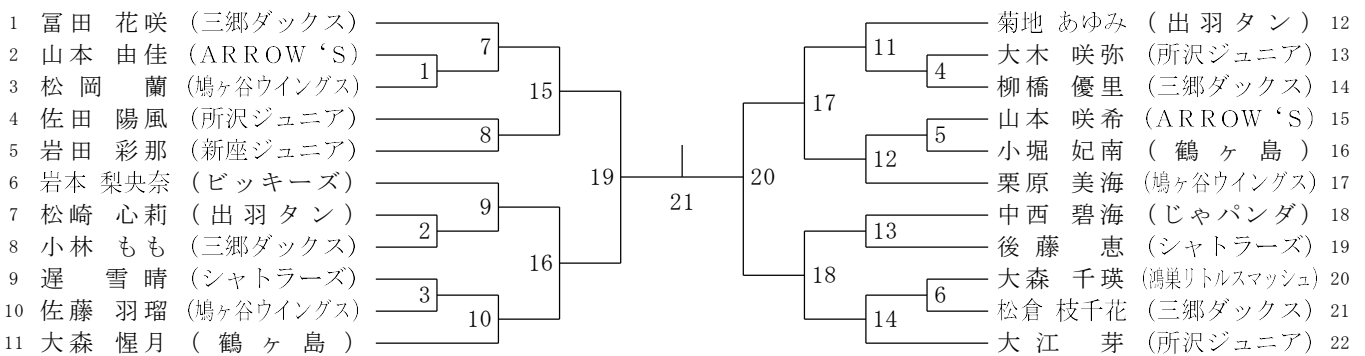 1 冨田 花咲 (三郷ダックス)
2 山本 由佳 (ARROW‘S)
3 松岡 蘭 (鳩ヶ谷ウイングス)
4 佐田 陽風 (所沢ジュニア)
5 岩田 彩那 (新座ジュニア)
6 岩本 梨央奈 (ビッキーズ)
7 松崎 心莉 (出羽タン)
8 小林 もも (三郷ダックス)
9 遅 雪晴 (シャトラーズ)
10 佐藤 羽瑠 (鳩ヶ谷ウイングス)
11 大森 惺月 (鶴ヶ島)
7
1
15
8
19
9
2
16
3
10
21
11
4
17
5
12
20
13
18
6
14
菊地 あゆみ (出羽タン) 12
大木 咲弥 (所沢ジュニア) 13
柳橋 優里 (三郷ダックス) 14
山本 咲希 (ARROW‘S) 15
小堀 妃南 (鶴ヶ島) 16
栗原 美海 (鳩ヶ谷ウイングス) 17
中西 碧海 (じゃパンダ) 18
後藤 恵 (シャトラーズ) 19
大森 千瑛 (鴻巣リトルスマッシュ) 20
松倉 枝千花 (三郷ダックス) 21
大江 芽 (所沢ジュニア) 22